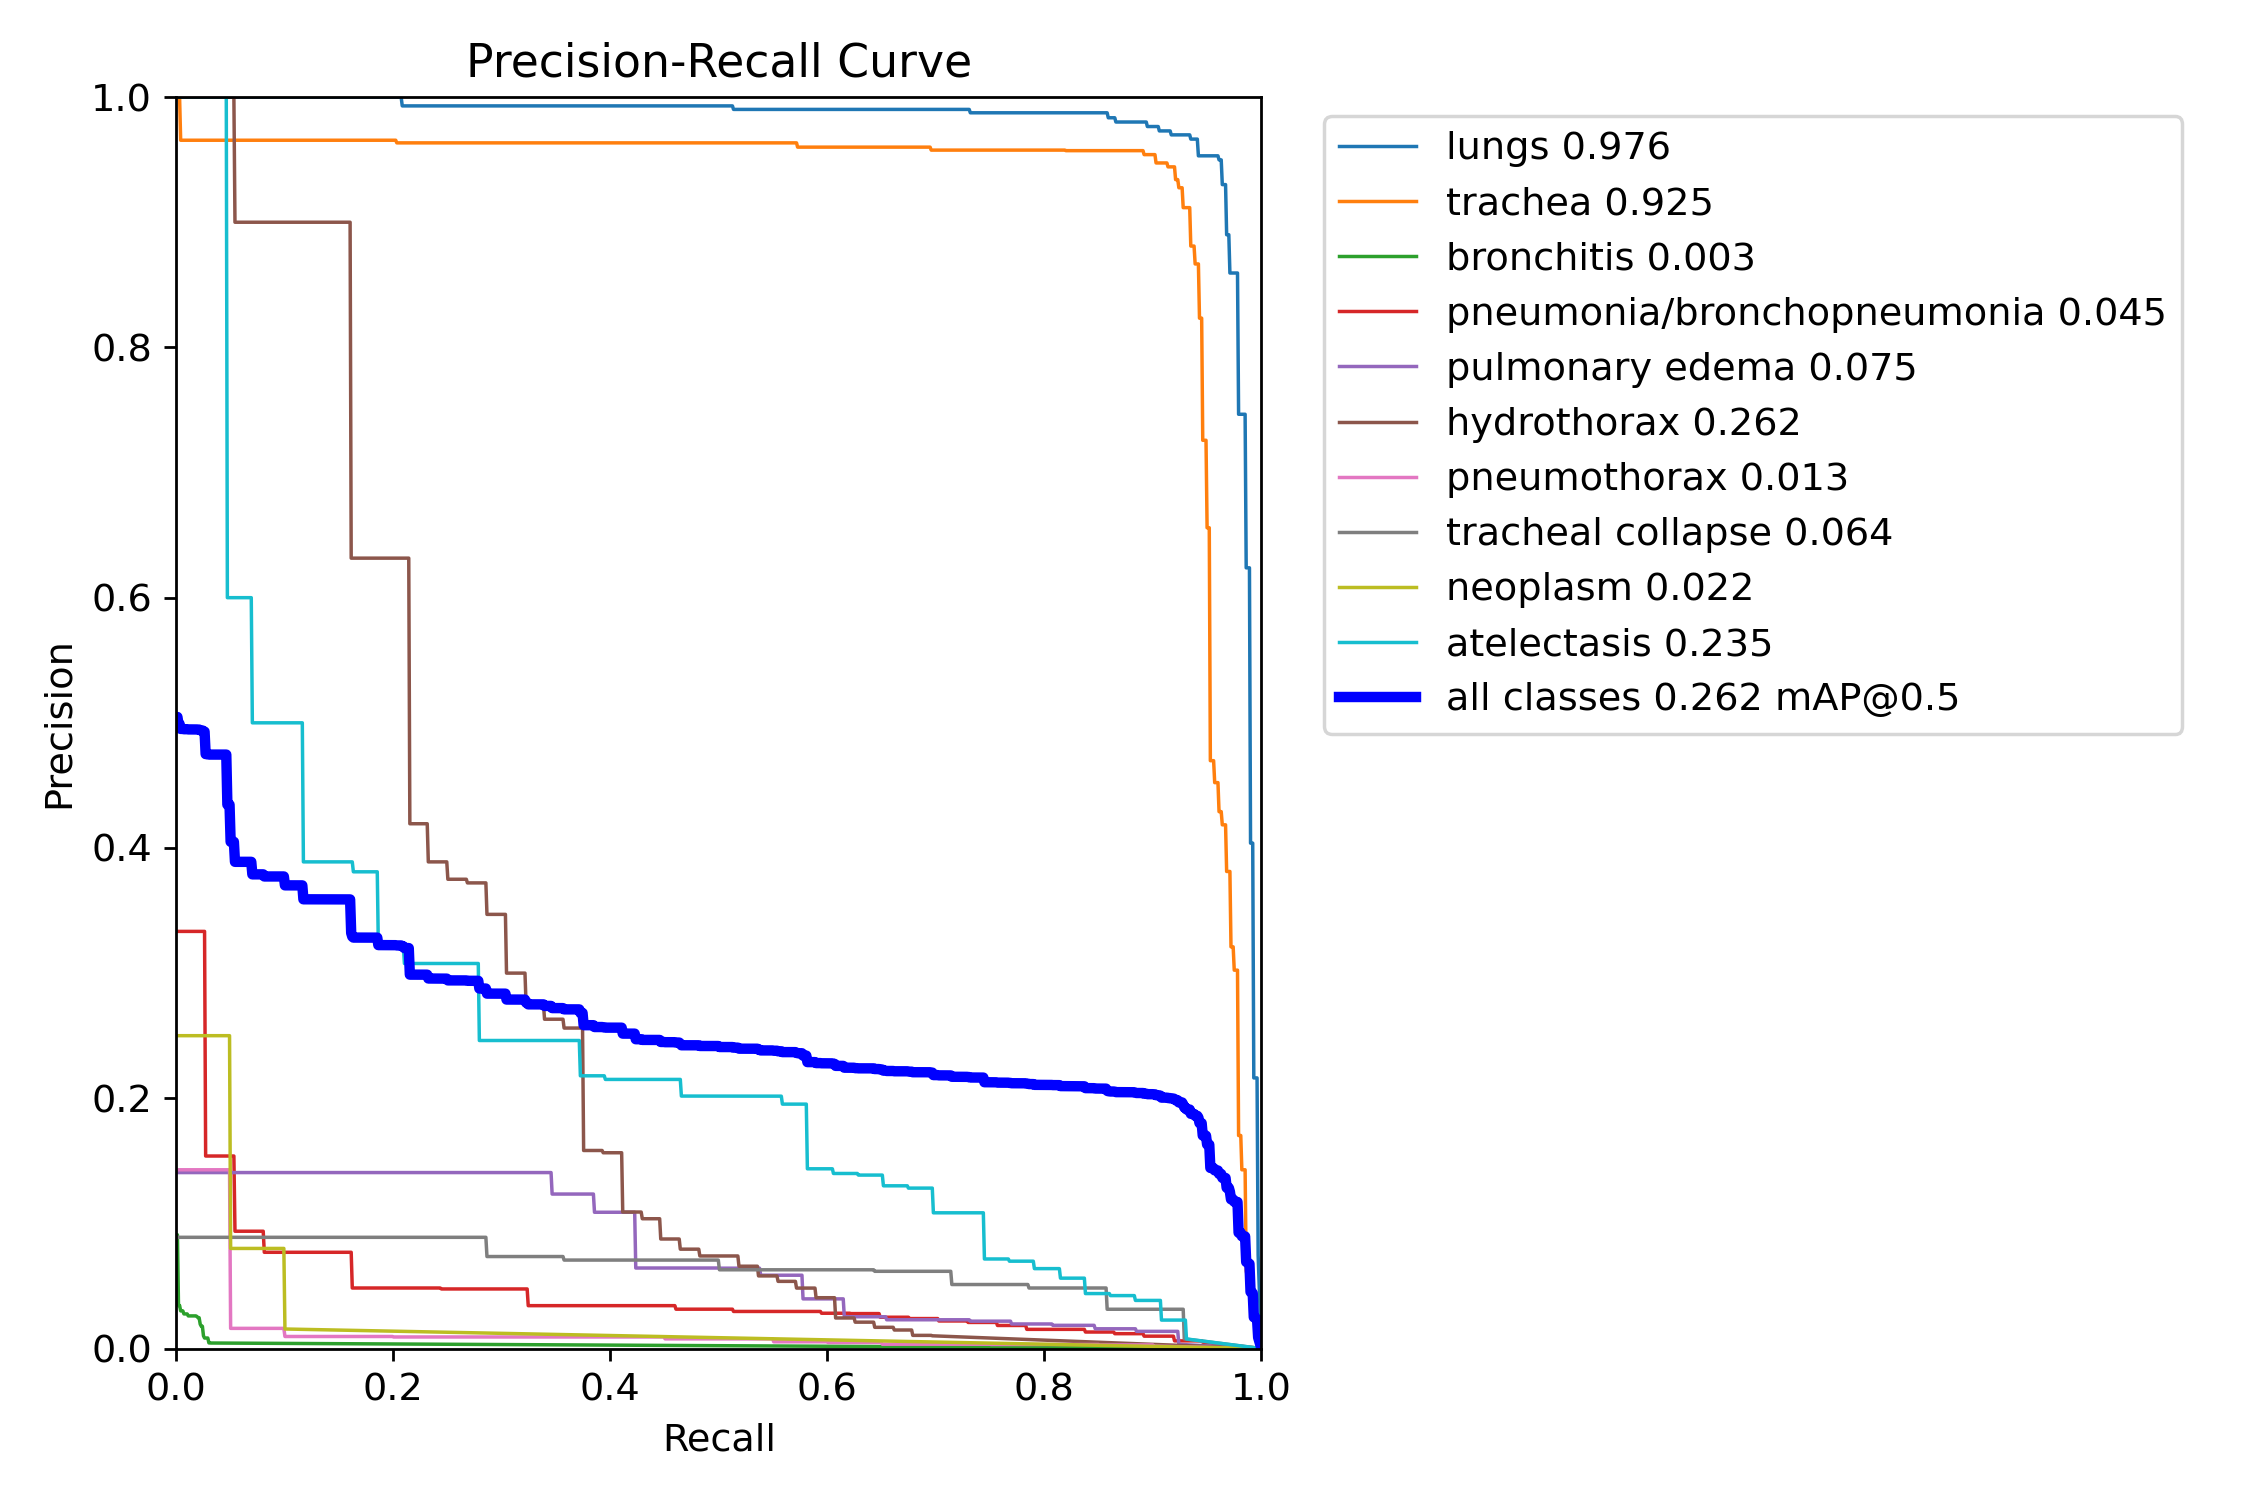 Precision-Recall Curve
1.0
0.8
0.6
0.4
0.2
0.0
Precision
0.0 0.2 0.4 0.6 0.8 1.0
Recall
lungs 0.976
trachea 0.925
bronchitis 0.003
pneumonia/bronchopneumonia 0.045
pulmonary edema 0.075
hydrothorax 0.262
pneumothorax 0.013
tracheal collapse 0.064
neoplasm 0.022
atelectasis 0.235
all classes 0.262 mAP@0.5